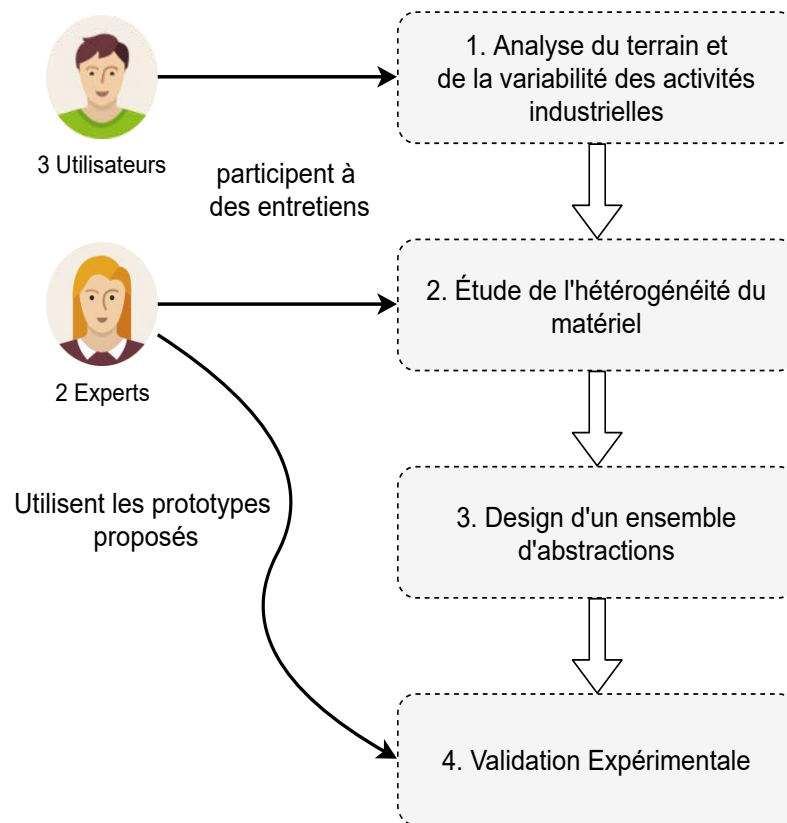 1. Analyse du terrain et
de la variabilité des activités
industrielles
3 Utilisateurs
participent à
des entretiens
2. Étude de l'hétérogénéité du
matériel
2 Experts
Utilisent les prototypes
proposés
3. Design d'un ensemble
d'abstractions
4. Validation Expérimentale